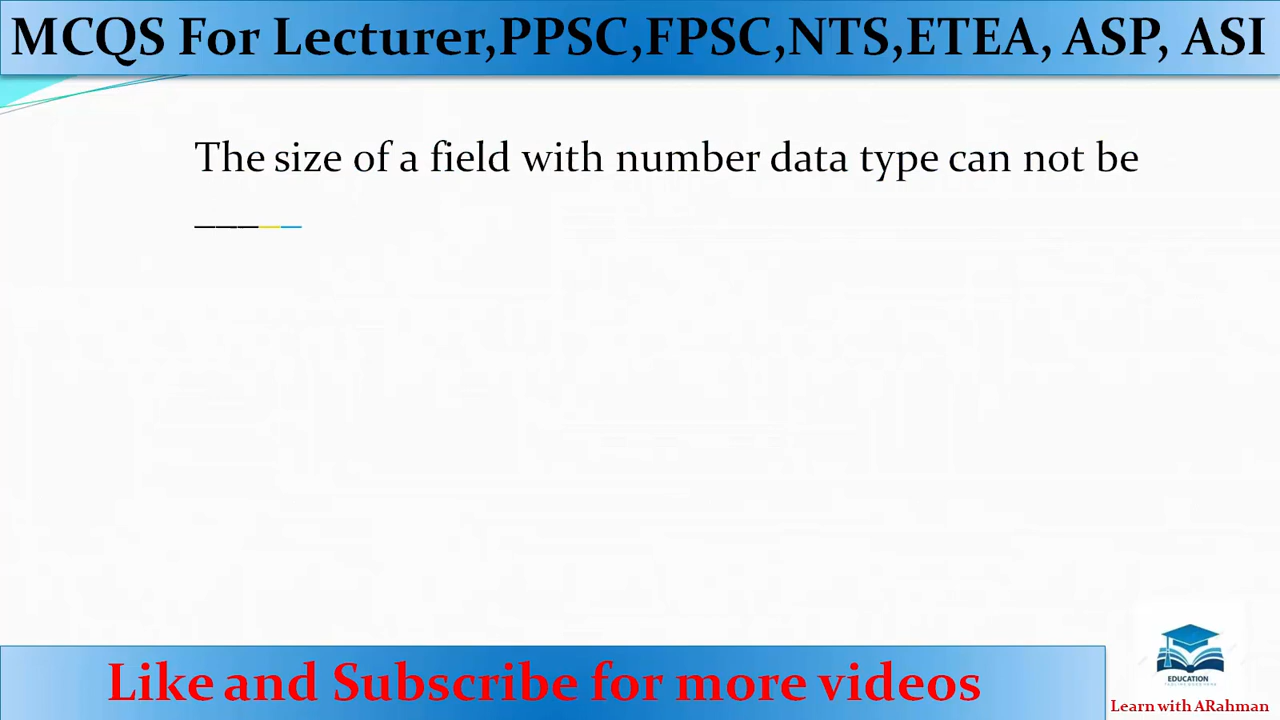 MCQS For Lecturer,PPSC,FPSC,NTS,ETEA, ASP, ASI
The size of a field with number data type can not be
_____
Like and Subscribe for more videos
EDUCATION
Learn with ARahman